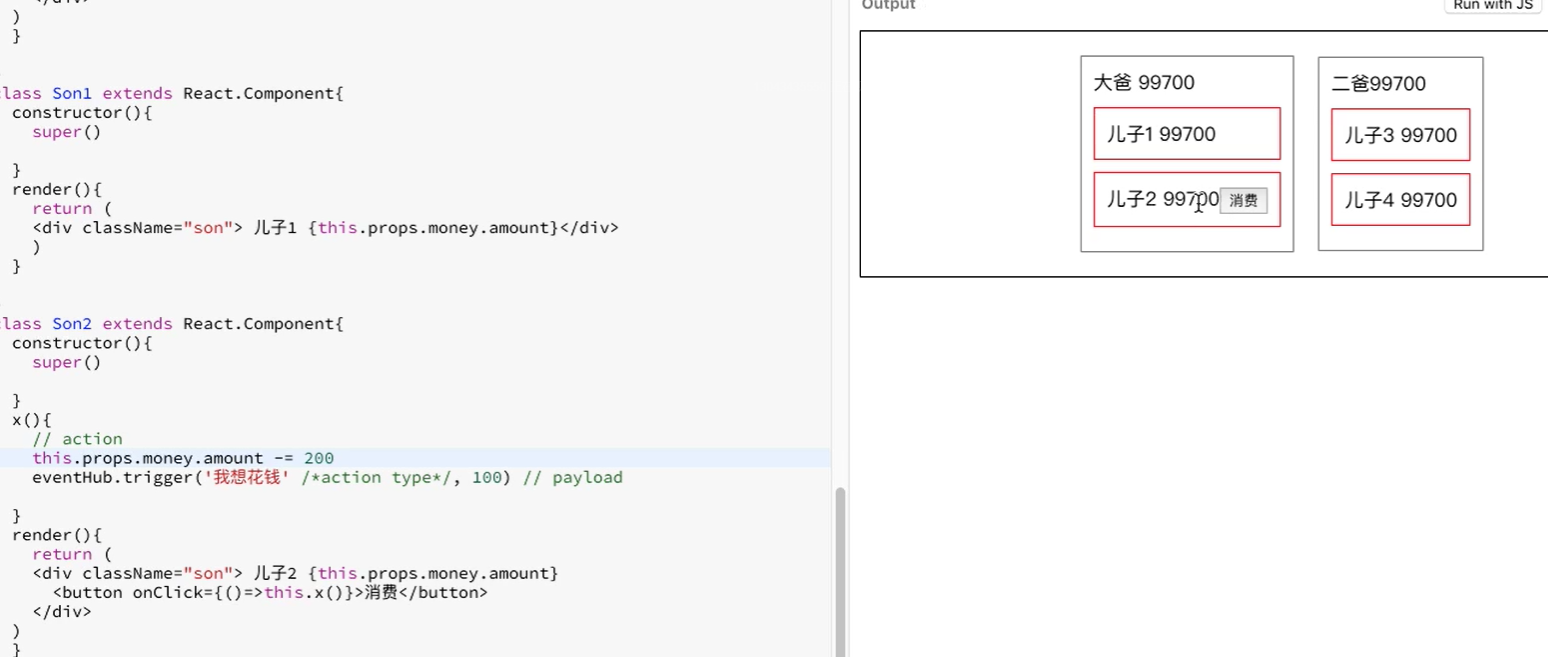 )
}
class Son1 extends React.Component{
constructor(){
super()
}
render(){
return (
<div className="son"> 儿子1 {this.props.money.amount}</div>
)
}
class Son2 extends React.Component{
constructor(){
super()
}
x(){
// action
this.props.money.amount -= 200
eventHub.trigger('我想花钱' /*action type*/, 100) // payload
}
render(){
return (
<div className="son"> 儿子2 {this.props.money.amount}
<button onClick={()=>this.x()}>消费</button>
</div>
)
}
Output
Run with JS
大爸 99700
儿子1 99700
儿子2 99700 消费
二爸99700
儿子3 99700
儿子4 99700